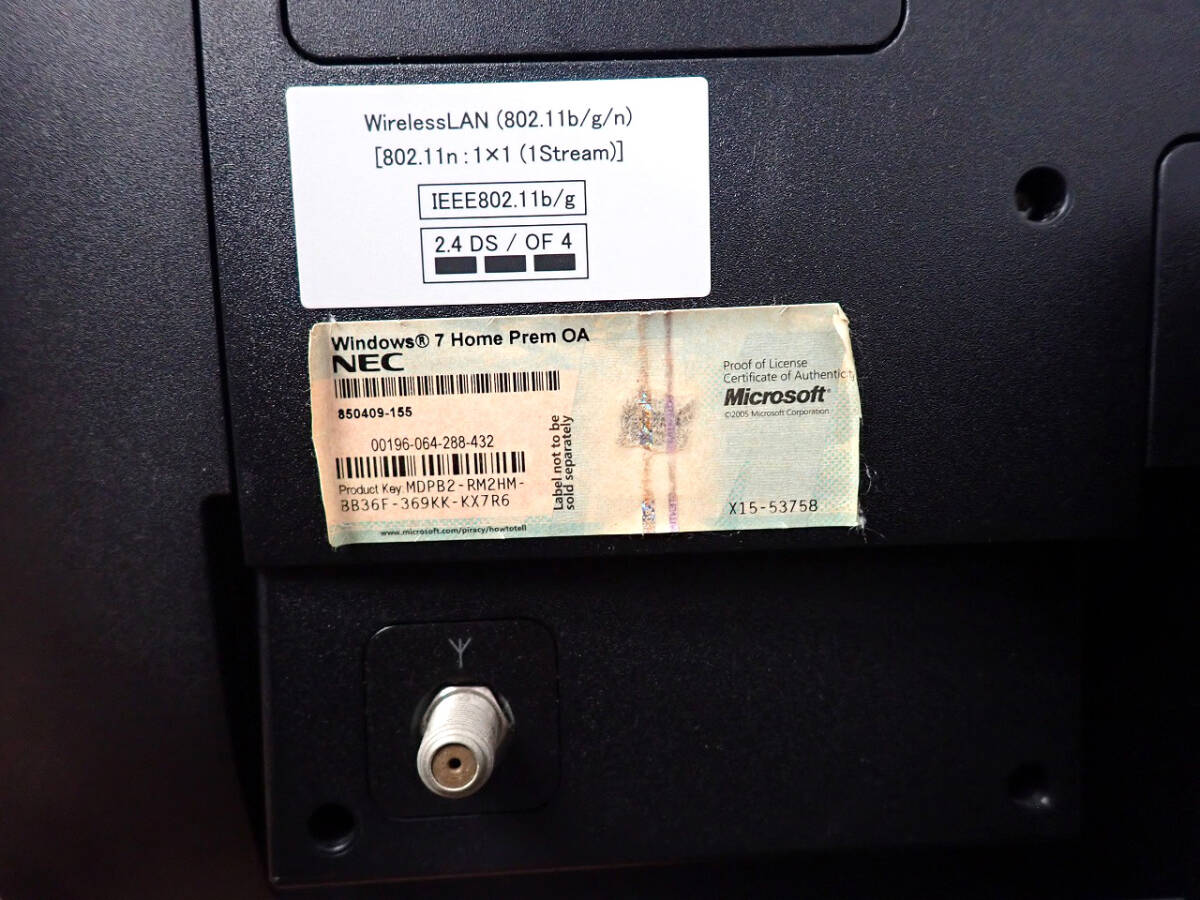 WirelessLAN (802.11b/g/n)
[802.11n : 1×1 (1Stream)]
IEEE802.11b/g
2.4 DS / OF 4
Windows® 7 Home Prem OA
NEC
850409-155
00196-064-288-432
Product Key: MDPB2-RM2HM-
BB36F-369KK-KX7R6
www.microsoft.com/piracy/howtotell
Label not to be
sold separately
Proof of License
Certificate of Authenticity
Microsoft®
©2005 Microsoft Corporation
X15-53758